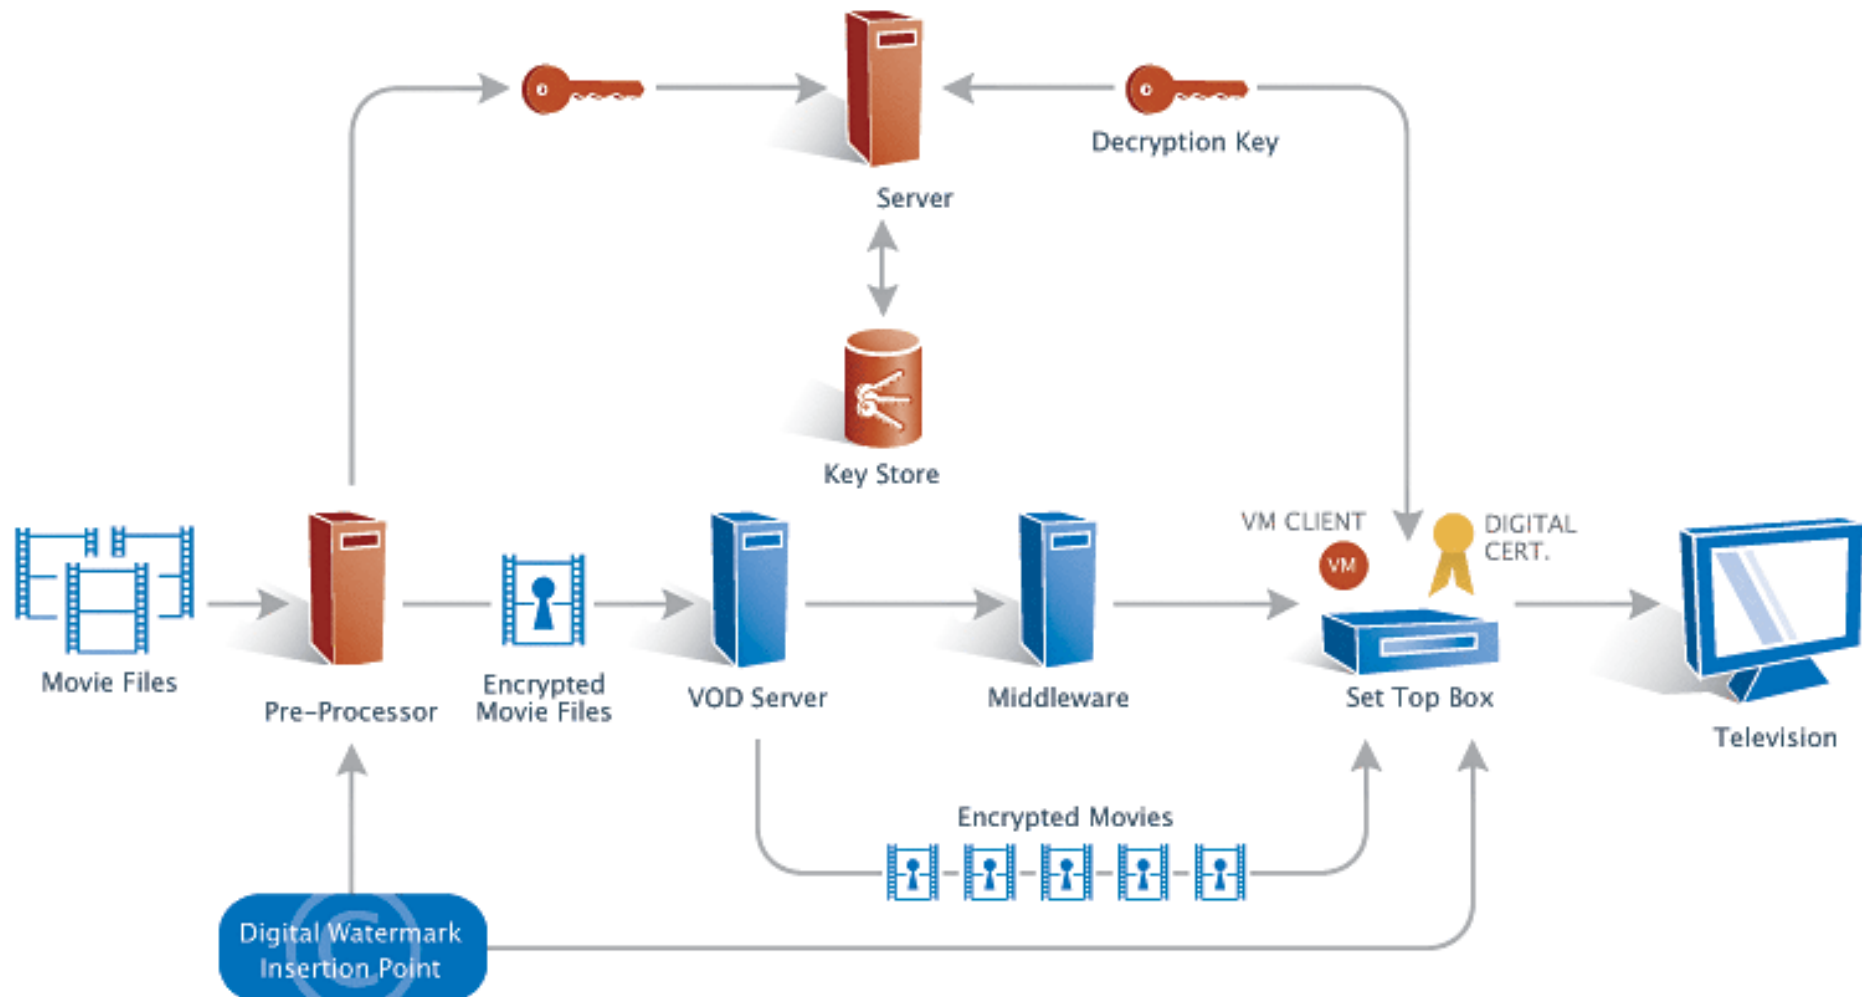 Decryption Key
Server
Key Store
VM CLIENT
VM
DIGITAL
CERT.
Movie Files
Pre-Processor
Encrypted
Movie Files
VOD Server
Middleware
Set Top Box
Television
Encrypted Movies
Digital Watermark
Insertion Point
©